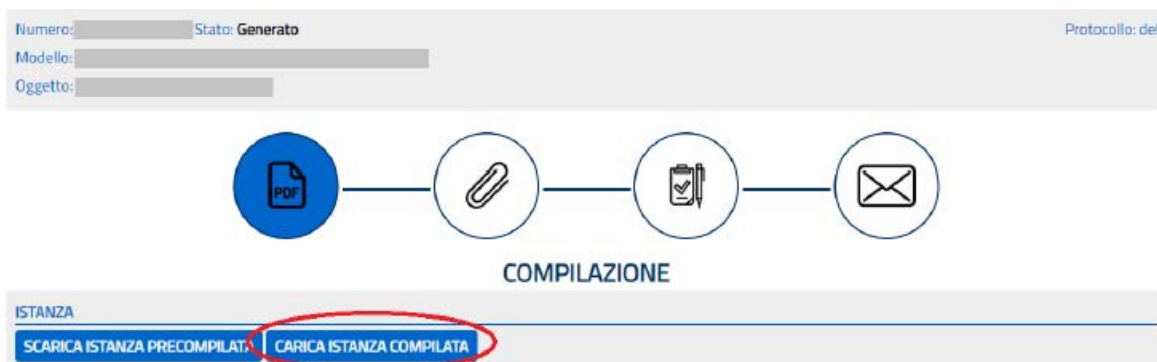 Numero: Stato: Generato Protocollo: del
Modello:
Oggetto:
PDF
COMPILAZIONE
ISTANZA
SCARICA ISTANZA PRECOMPILATA CARICA ISTANZA COMPILATA